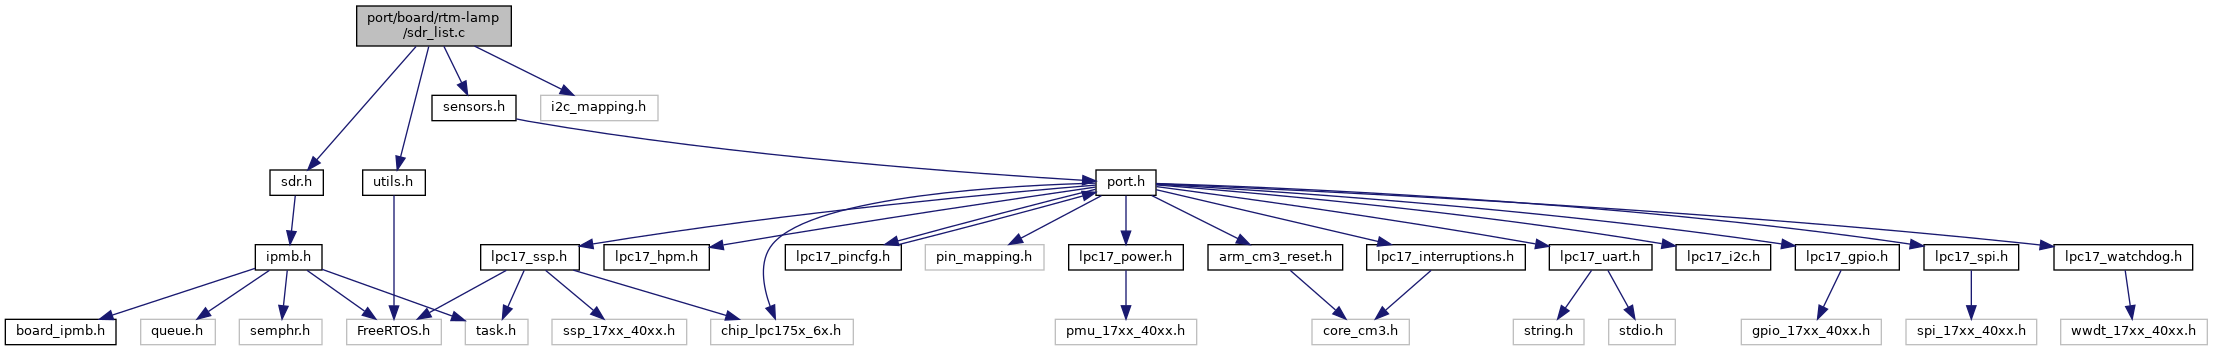 port/board/rtm-lamp
/sdr_list.c
sensors.h
i2c_mapping.h
sdr.h
utils.h
port.h
ipmb.h
lpc17_ssp.h
lpc17_hpm.h
lpc17_pincfg.h
pin_mapping.h
lpc17_power.h
arm_cm3_reset.h
lpc17_interruptions.h
lpc17_uart.h
lpc17_i2c.h
lpc17_gpio.h
lpc17_spi.h
lpc17_watchdog.h
board_ipmb.h
queue.h
semphr.h
FreeRTOS.h
task.h
ssp_17xx_40xx.h
chip_lpc175x_6x.h
pmu_17xx_40xx.h
core_cm3.h
string.h
stdio.h
gpio_17xx_40xx.h
spi_17xx_40xx.h
wwdt_17xx_40xx.h